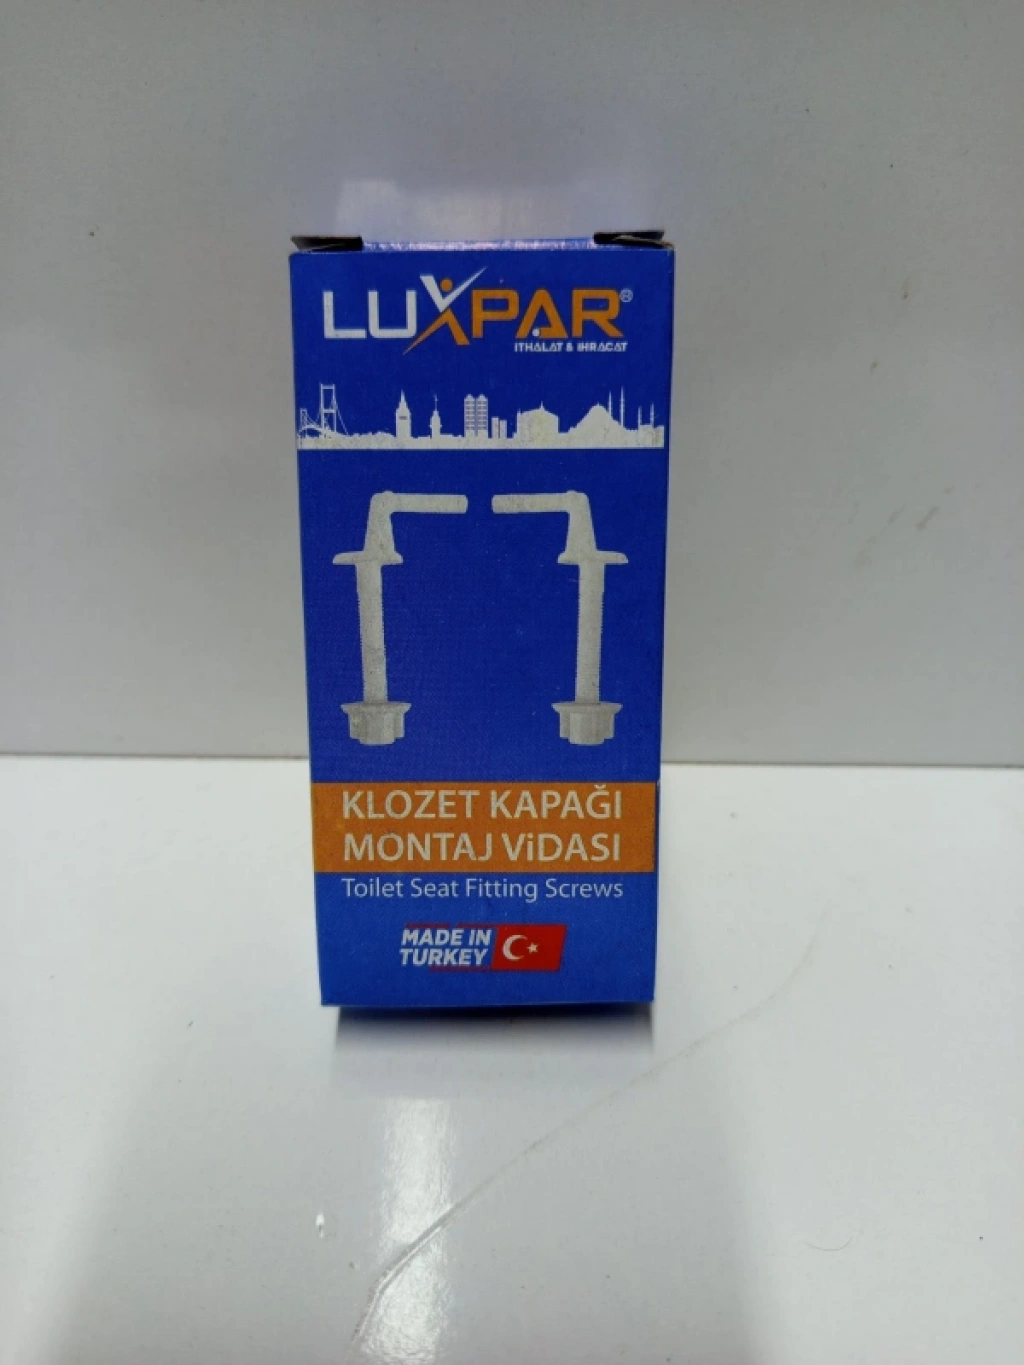 LUXPAR®
ITHALAT & IHRACAT
KLOZET KAPAĞI
MONTAJ ViDASI
Toilet Seat Fitting Screws
MADE IN
TURKEY